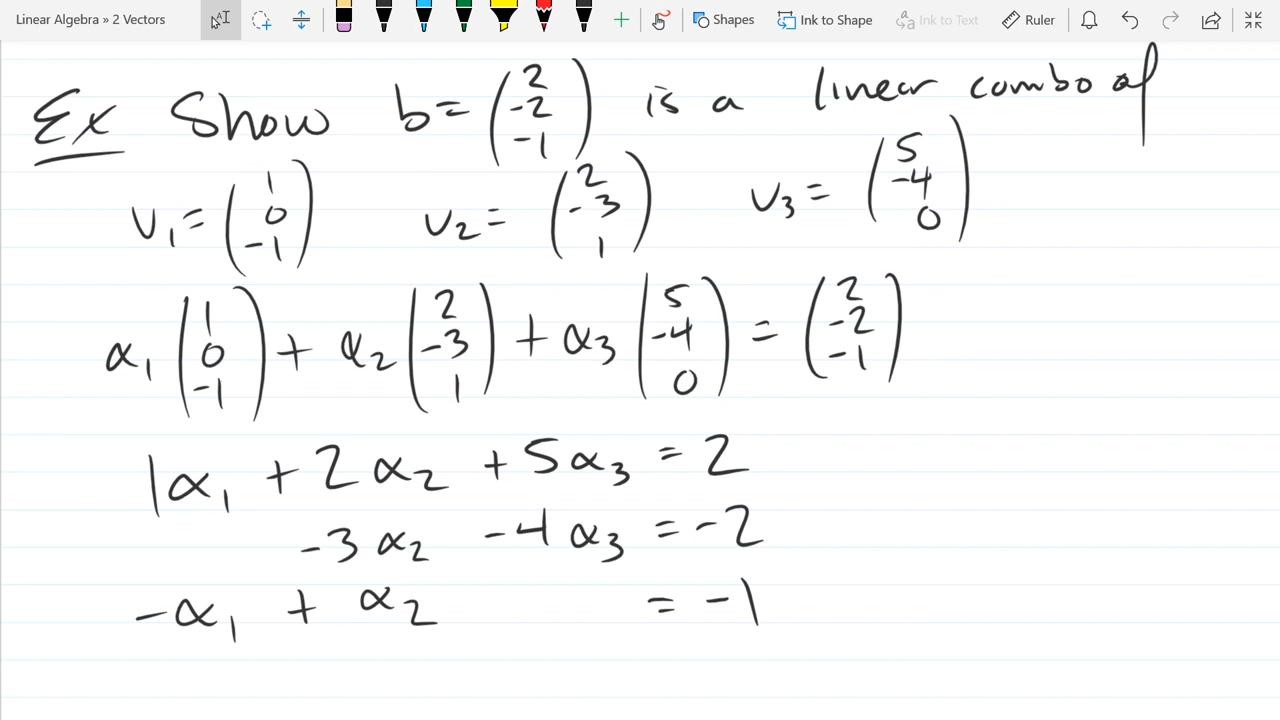 Linear Algebra » 2 Vectors Shapes Ink to Shape Ink to Text Ruler
Ex Show b = (2 -2 -1) is a linear combo of
v₁ = (1 0 -1) v₂ = (2 -3 1) v₃ = (5 -4 0)
α₁ (1 0 -1) + α₂ (2 -3 1) + α₃ (5 -4 0) = (2 -2 -1)
1α₁ + 2α₂ + 5α₃ = 2
-3α₂ -4α₃ = -2
-α₁ + α₂ = -1